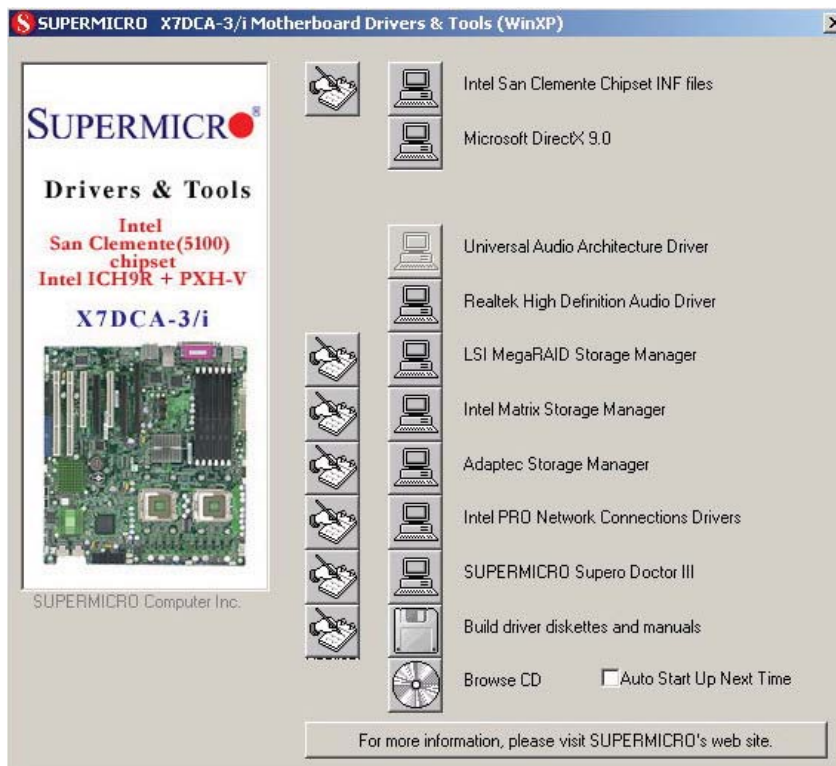 SUPERMICRO X7DCA-3/i Motherboard Drivers & Tools (WinXP)
SUPERMICRO®
Drivers & Tools
Intel
San Clemente(5100)
chipset
Intel ICH9R + PXH-V
X7DCA-3/i
SUPERMICRO Computer Inc.
Intel San Clemente Chipset INF files
Microsoft DirectX 9.0
Universal Audio Architecture Driver
Realtek High Definition Audio Driver
LSI MegaRAID Storage Manager
Intel Matrix Storage Manager
Adaptec Storage Manager
Intel PRO Network Connections Drivers
SUPERMICRO Supero Doctor III
Build driver diskettes and manuals
Browse CD
Auto Start Up Next Time
For more information, please visit SUPERMICRO's web site.